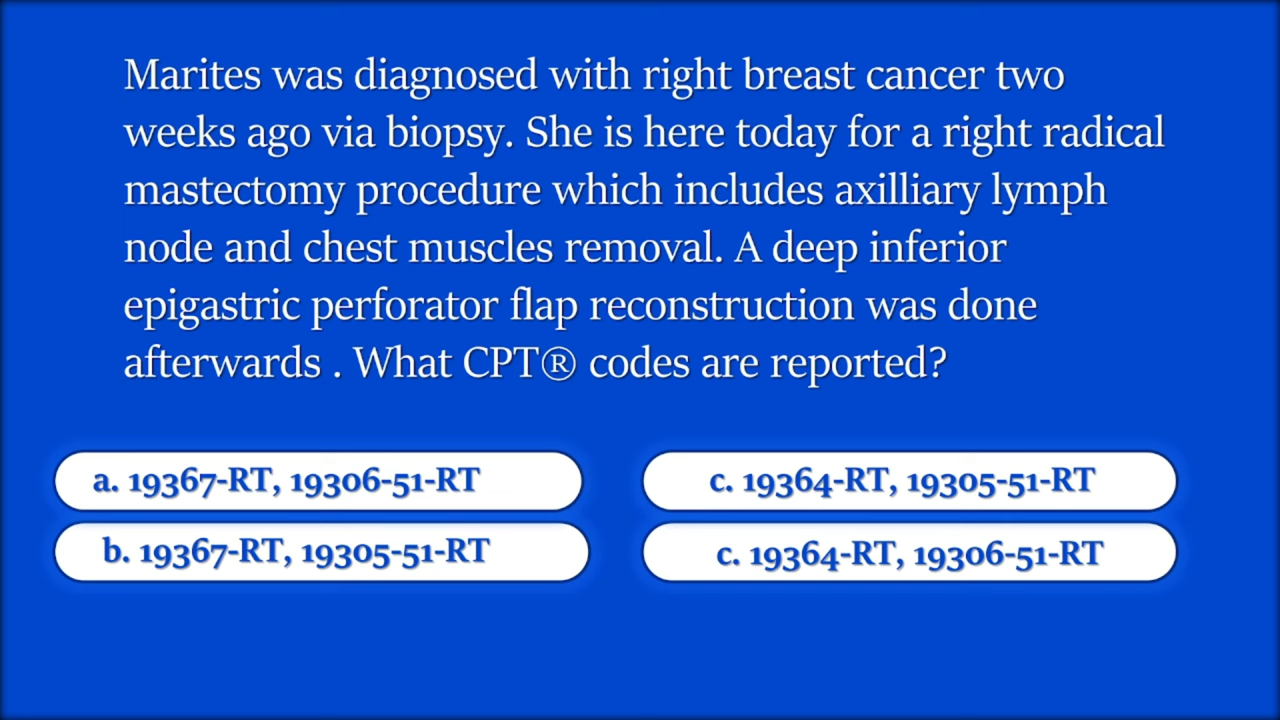 Marites was diagnosed with right breast cancer two
weeks ago via biopsy. She is here today for a right radical
mastectomy procedure which includes axilliary lymph
node and chest muscles removal. A deep inferior
epigastric perforator flap reconstruction was done
afterwards . What CPT® codes are reported?
a. 19367-RT, 19306-51-RT
b. 19367-RT, 19305-51-RT
c. 19364-RT, 19305-51-RT
c. 19364-RT, 19306-51-RT